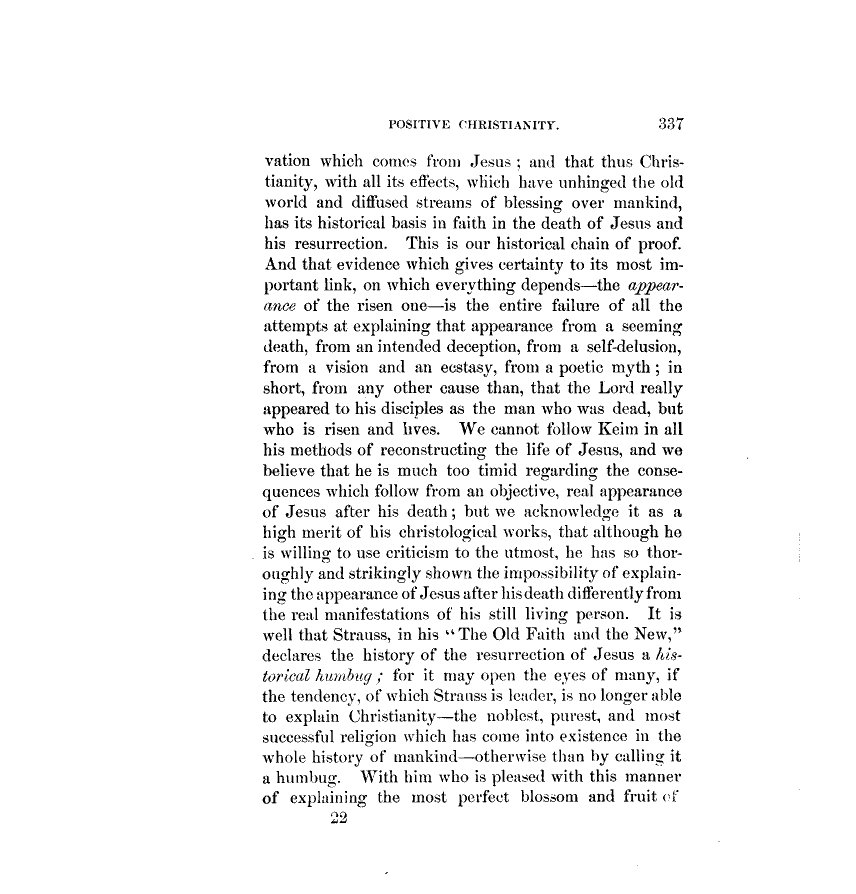 POSITIVE CHRISTIANITY. 337
vation which comes from Jesus ; and that thus Chris-
tianity, with all its effects, which have unhinged the old
world and diffused streams of blessing over mankind,
has its historical basis in faith in the death of Jesus and
his resurrection. This is our historical chain of proof.
And that evidence which gives certainty to its most im-
portant link, on which everything depends—the appear-
ance of the risen one—is the entire failure of all the
attempts at explaining that appearance from a seeming
death, from an intended deception, from a self-delusion,
from a vision and an ecstasy, from a poetic myth ; in
short, from any other cause than, that the Lord really
appeared to his disciples as the man who was dead, but
who is risen and lives. We cannot follow Keim in all
his methods of reconstructing the life of Jesus, and we
believe that he is much too timid regarding the conse-
quences which follow from an objective, real appearance
of Jesus after his death ; but we acknowledge it as a
high merit of his christological works, that although he
is willing to use criticism to the utmost, he has so thor-
oughly and strikingly shown the impossibility of explain-
ing the appearance of Jesus after his death differently from
the real manifestations of his still living person. It is
well that Strauss, in his "The Old Faith and the New,"
declares the history of the resurrection of Jesus a his-
torical humbug ; for it may open the eyes of many, if
the tendency, of which Strauss is leader, is no longer able
to explain Christianity—the noblest, purest, and most
successful religion which has come into existence in the
whole history of mankind—otherwise than by calling it
a humbug. With him who is pleased with this manner
of explaining the most perfect blossom and fruit of
22